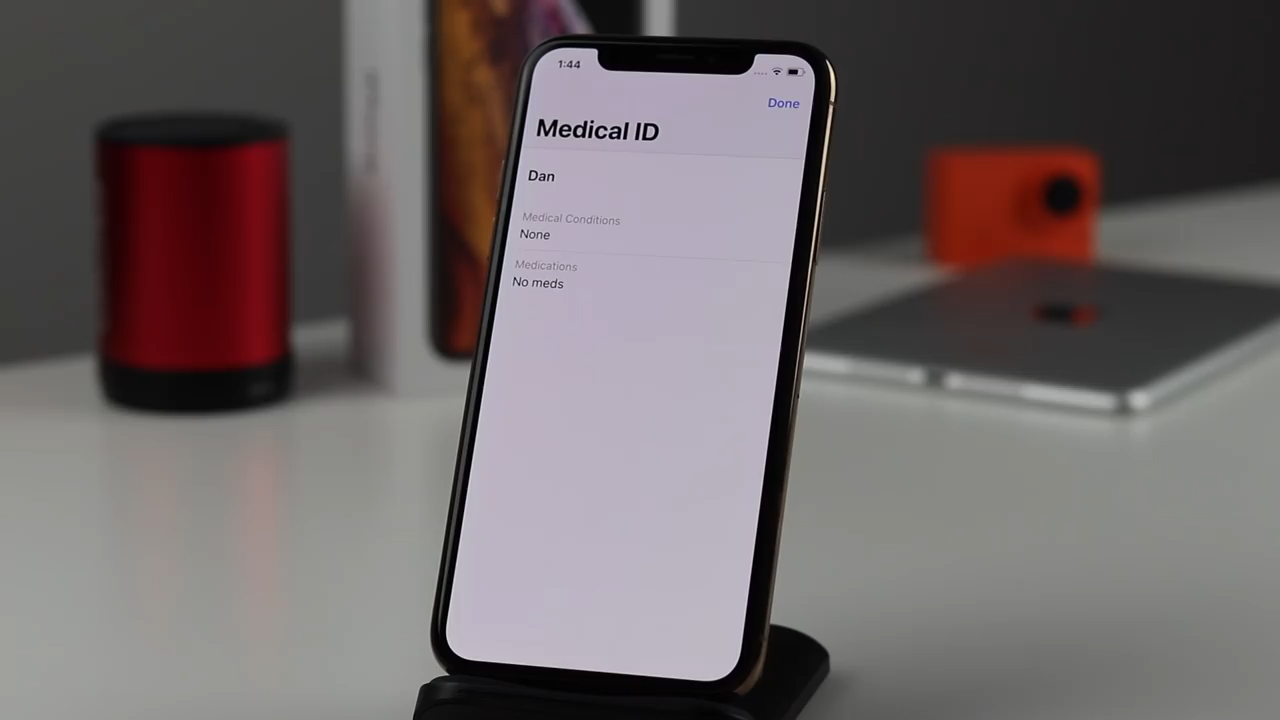 1:44
Done
Medical ID
Dan
Medical Conditions
None
Medications
No meds